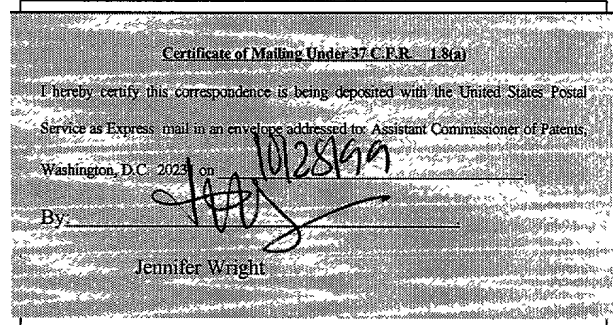 Certificate of Mailing Under 37 C.F.R. 1.8(a)
I hereby certify this correspondence is being deposited with the United States Postal
Service as Express mail in an envelope addressed to: Assistant Commissioner of Patents,
Washington, D.C. 2023 on 10/28/99
By:
Jennifer Wright